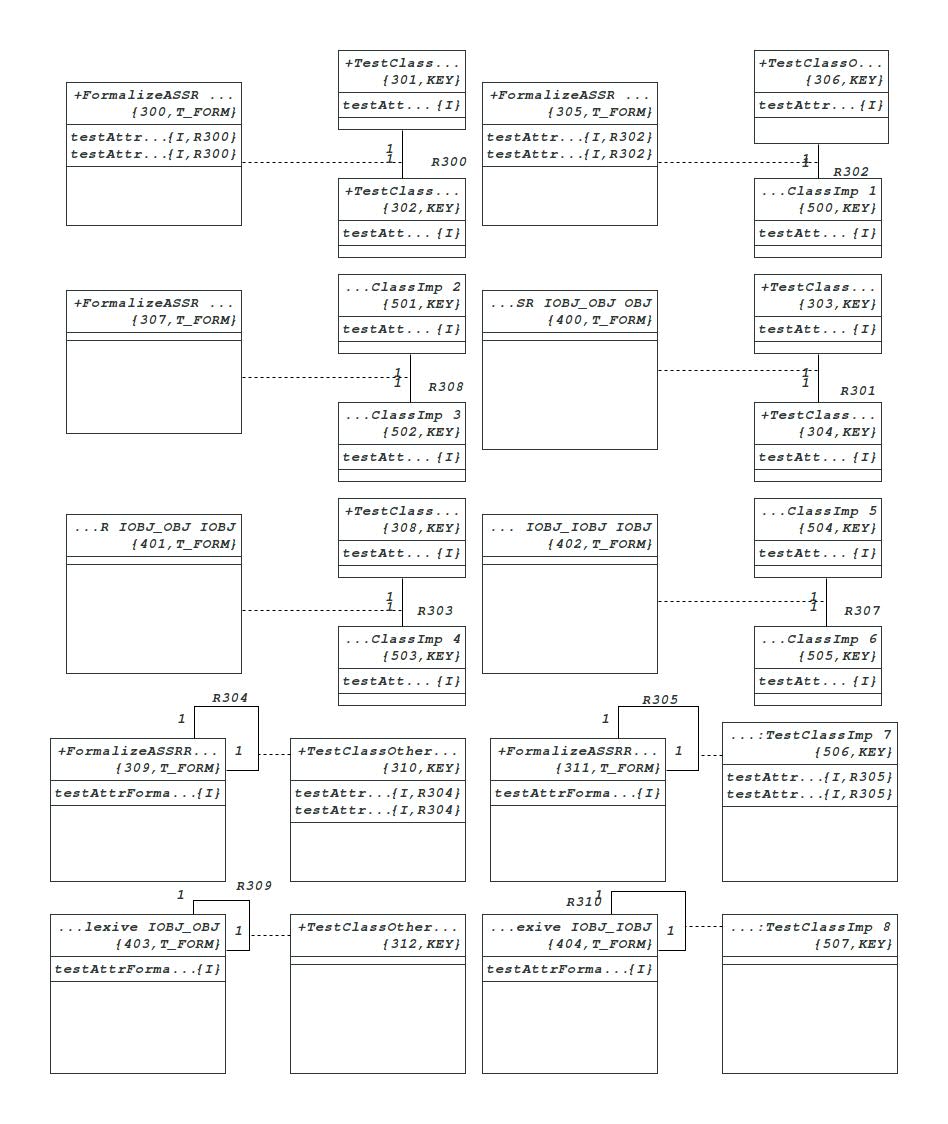 +TestClass...
{301,KEY}
testAtt...{I}
+FormalizeASSR ...
{300,T_FORM}
testAttr...{I,R300}
testAttr...{I,R300}
1
1
R300
+TestClass...
{302,KEY}
testAtt...{I}
+TestClassO...
{306,KEY}
testAttr...{I}
+FormalizeASSR ...
{305,T_FORM}
testAttr...{I,R302}
testAttr...{I,R302}
1
1
R302
...ClassImp 1
{500,KEY}
testAtt...{I}
+FormalizeASSR ...
{307,T_FORM}
...ClassImp 2
{501,KEY}
testAtt...{I}
1
1
R308
...ClassImp 3
{502,KEY}
testAtt...{I}
...SR IOBJ_OBJ OBJ
{400,T_FORM}
+TestClass...
{303,KEY}
testAtt...{I}
1
1
R301
+TestClass...
{304,KEY}
testAtt...{I}
...R IOBJ_OBJ IOBJ
{401,T_FORM}
+TestClass...
{308,KEY}
testAtt...{I}
1
1
R303
...ClassImp 4
{503,KEY}
testAtt...{I}
... IOBJ_IOBJ IOBJ
{402,T_FORM}
...ClassImp 5
{504,KEY}
testAtt...{I}
1
1
R307
...ClassImp 6
{505,KEY}
testAtt...{I}
R304
1
1
+FormalizeASSRR...
{309,T_FORM}
testAttrForma...{I}
+TestClassOther...
{310,KEY}
testAttr...{I,R304}
testAttr...{I,R304}
R305
1
1
+FormalizeASSRR...
{311,T_FORM}
testAttrForma...{I}
...:TestClassImp 7
{506,KEY}
testAttr...{I,R305}
testAttr...{I,R305}
R309
1
1
...lexive IOBJ_OBJ
{403,T_FORM}
testAttrForma...{I}
+TestClassOther...
{312,KEY}
R310
1
1
...exive IOBJ_IOBJ
{404,T_FORM}
testAttrForma...{I}
...:TestClassImp 8
{507,KEY}